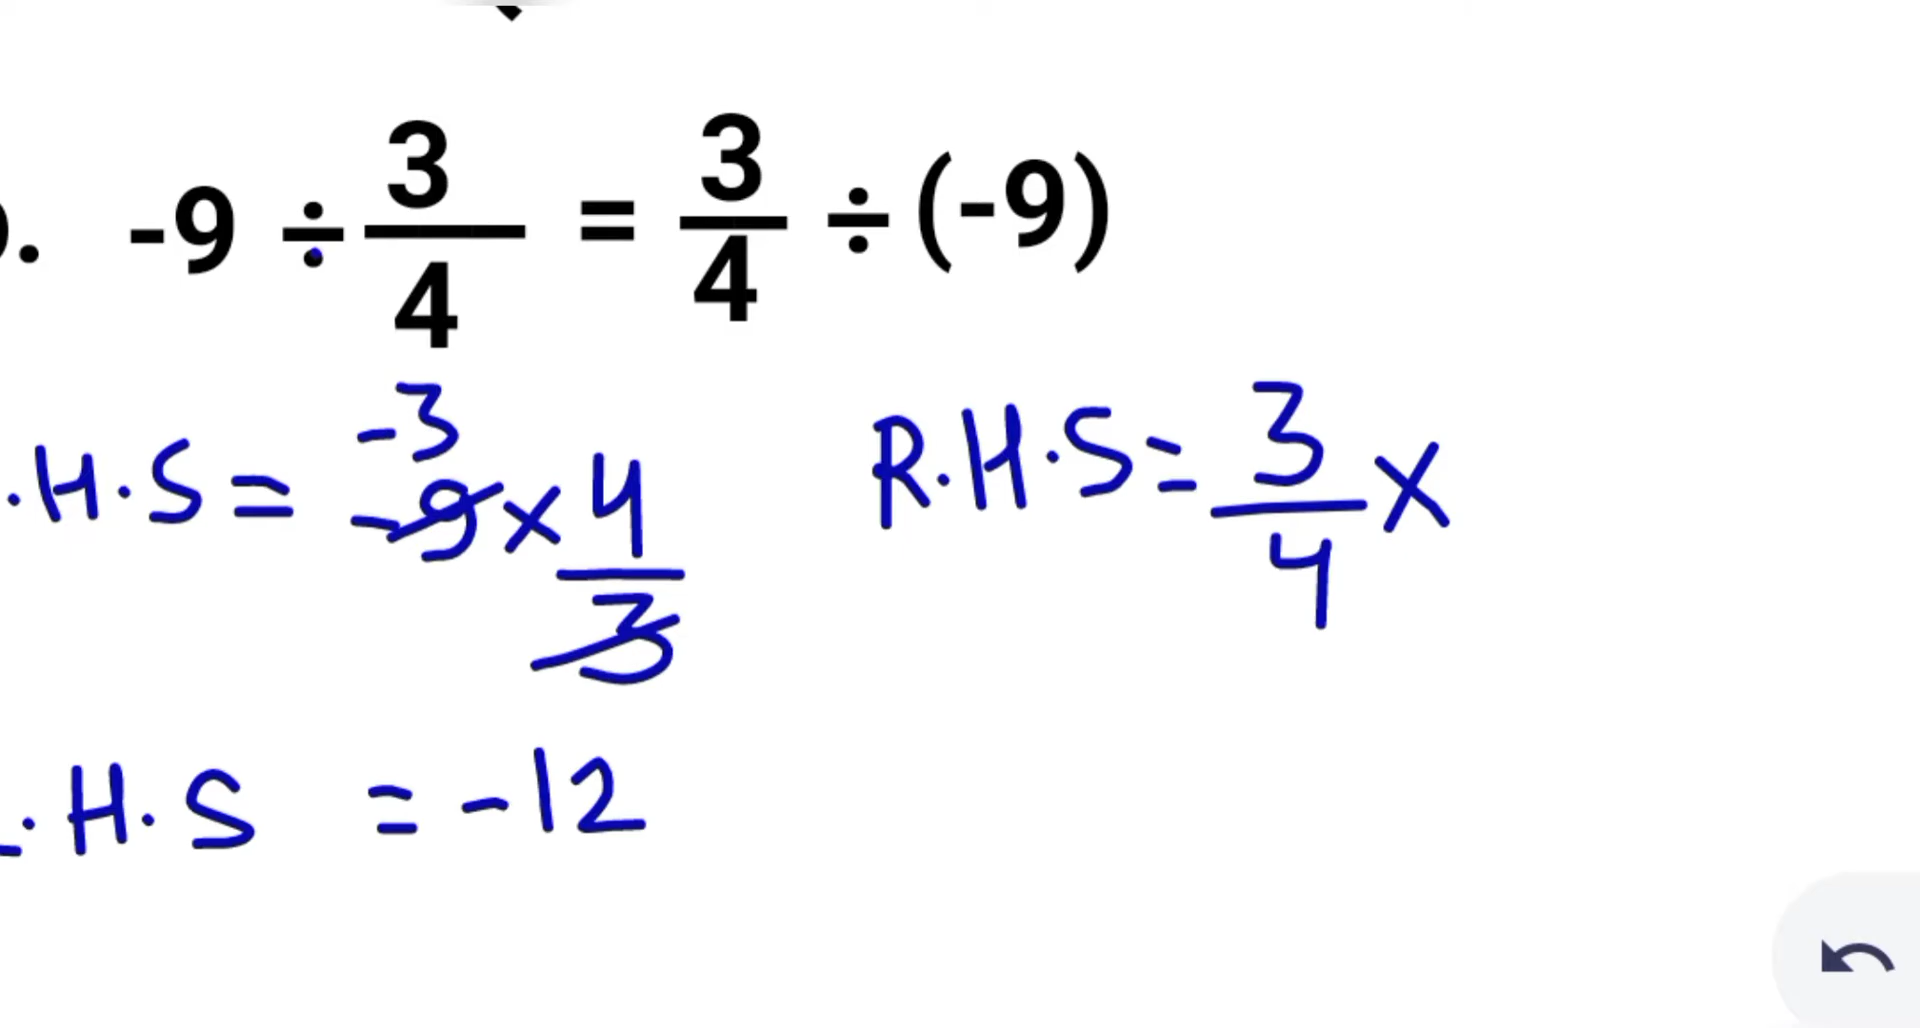 ). -9 ÷ 3/4 = 3/4 ÷ (-9)
.H.S = -3
-9 × 4/3
R.H.S = 3/4 ×
L.H.S = -12